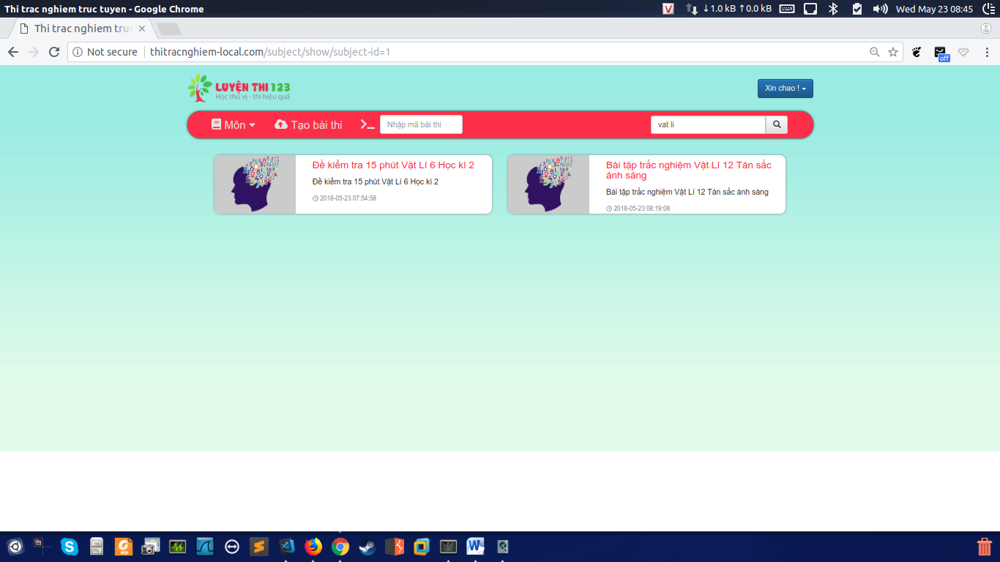 Thi trac nghiem truc tuyen - Google Chrome
↓1.0 kB ↑0.0 kB
Wed May 23 08:45
Thi trac nghiem truc
Not secure
thitracnghiem-local.com/subject/show/subject-id=1
off
LUYỆN THI 123
Học thú vị - thi hiệu quả
Xin chao !
Môn
Tạo bài thi
Nhập mã bài thi
vat li
Đề kiểm tra 15 phút Vật Lí 6 Học kì 2
Đề kiểm tra 15 phút Vật Lí 6 Học kì 2
2018-05-23 07:54:58
Bài tập trắc nghiệm Vật Lí 12 Tán sắc
ánh sáng
Bài tập trắc nghiệm Vật Lí 12 Tán sắc ánh sáng
2018-05-23 08:19:08